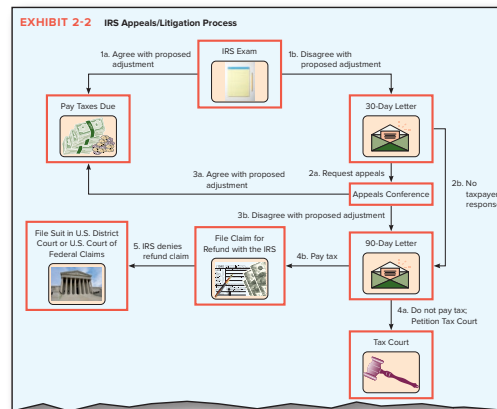 EXHIBIT 2-2 IRS Appeals/Litigation Process
1a. Agree with proposed
adjustment
IRS Exam
1b. Disagree with
proposed adjustment
Pay Taxes Due
30-Day Letter
3a. Agree with proposed
adjustment
2a. Request appeals
2b. No
taxpayer
response
Appeals Conference
3b. Disagree with proposed adjustment
File Suit in U.S. District
Court or U.S. Court of
Federal Claims
5. IRS denies
refund claim
File Claim for
Refund with the IRS
4b. Pay tax
90-Day Letter
4a. Do not pay tax;
Petition Tax Court
Tax Court